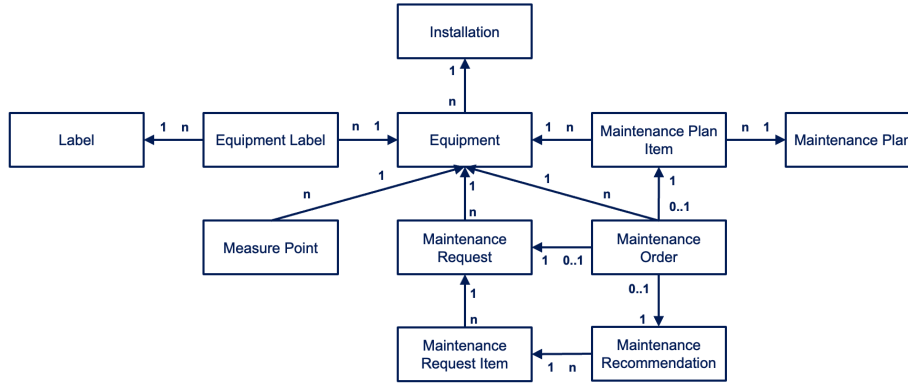 Installation
1
n
Label
1 n
Equipment Label
n 1
Equipment
1 n
Maintenance Plan
Item
n 1
Maintenance Plan
1
n
1
n
1
n
1
0..1
Measure Point
Maintenance
Request
1 0..1
Maintenance
Order
1
n
0..1
1
Maintenance
Request Item
1 n
Maintenance
Recommendation